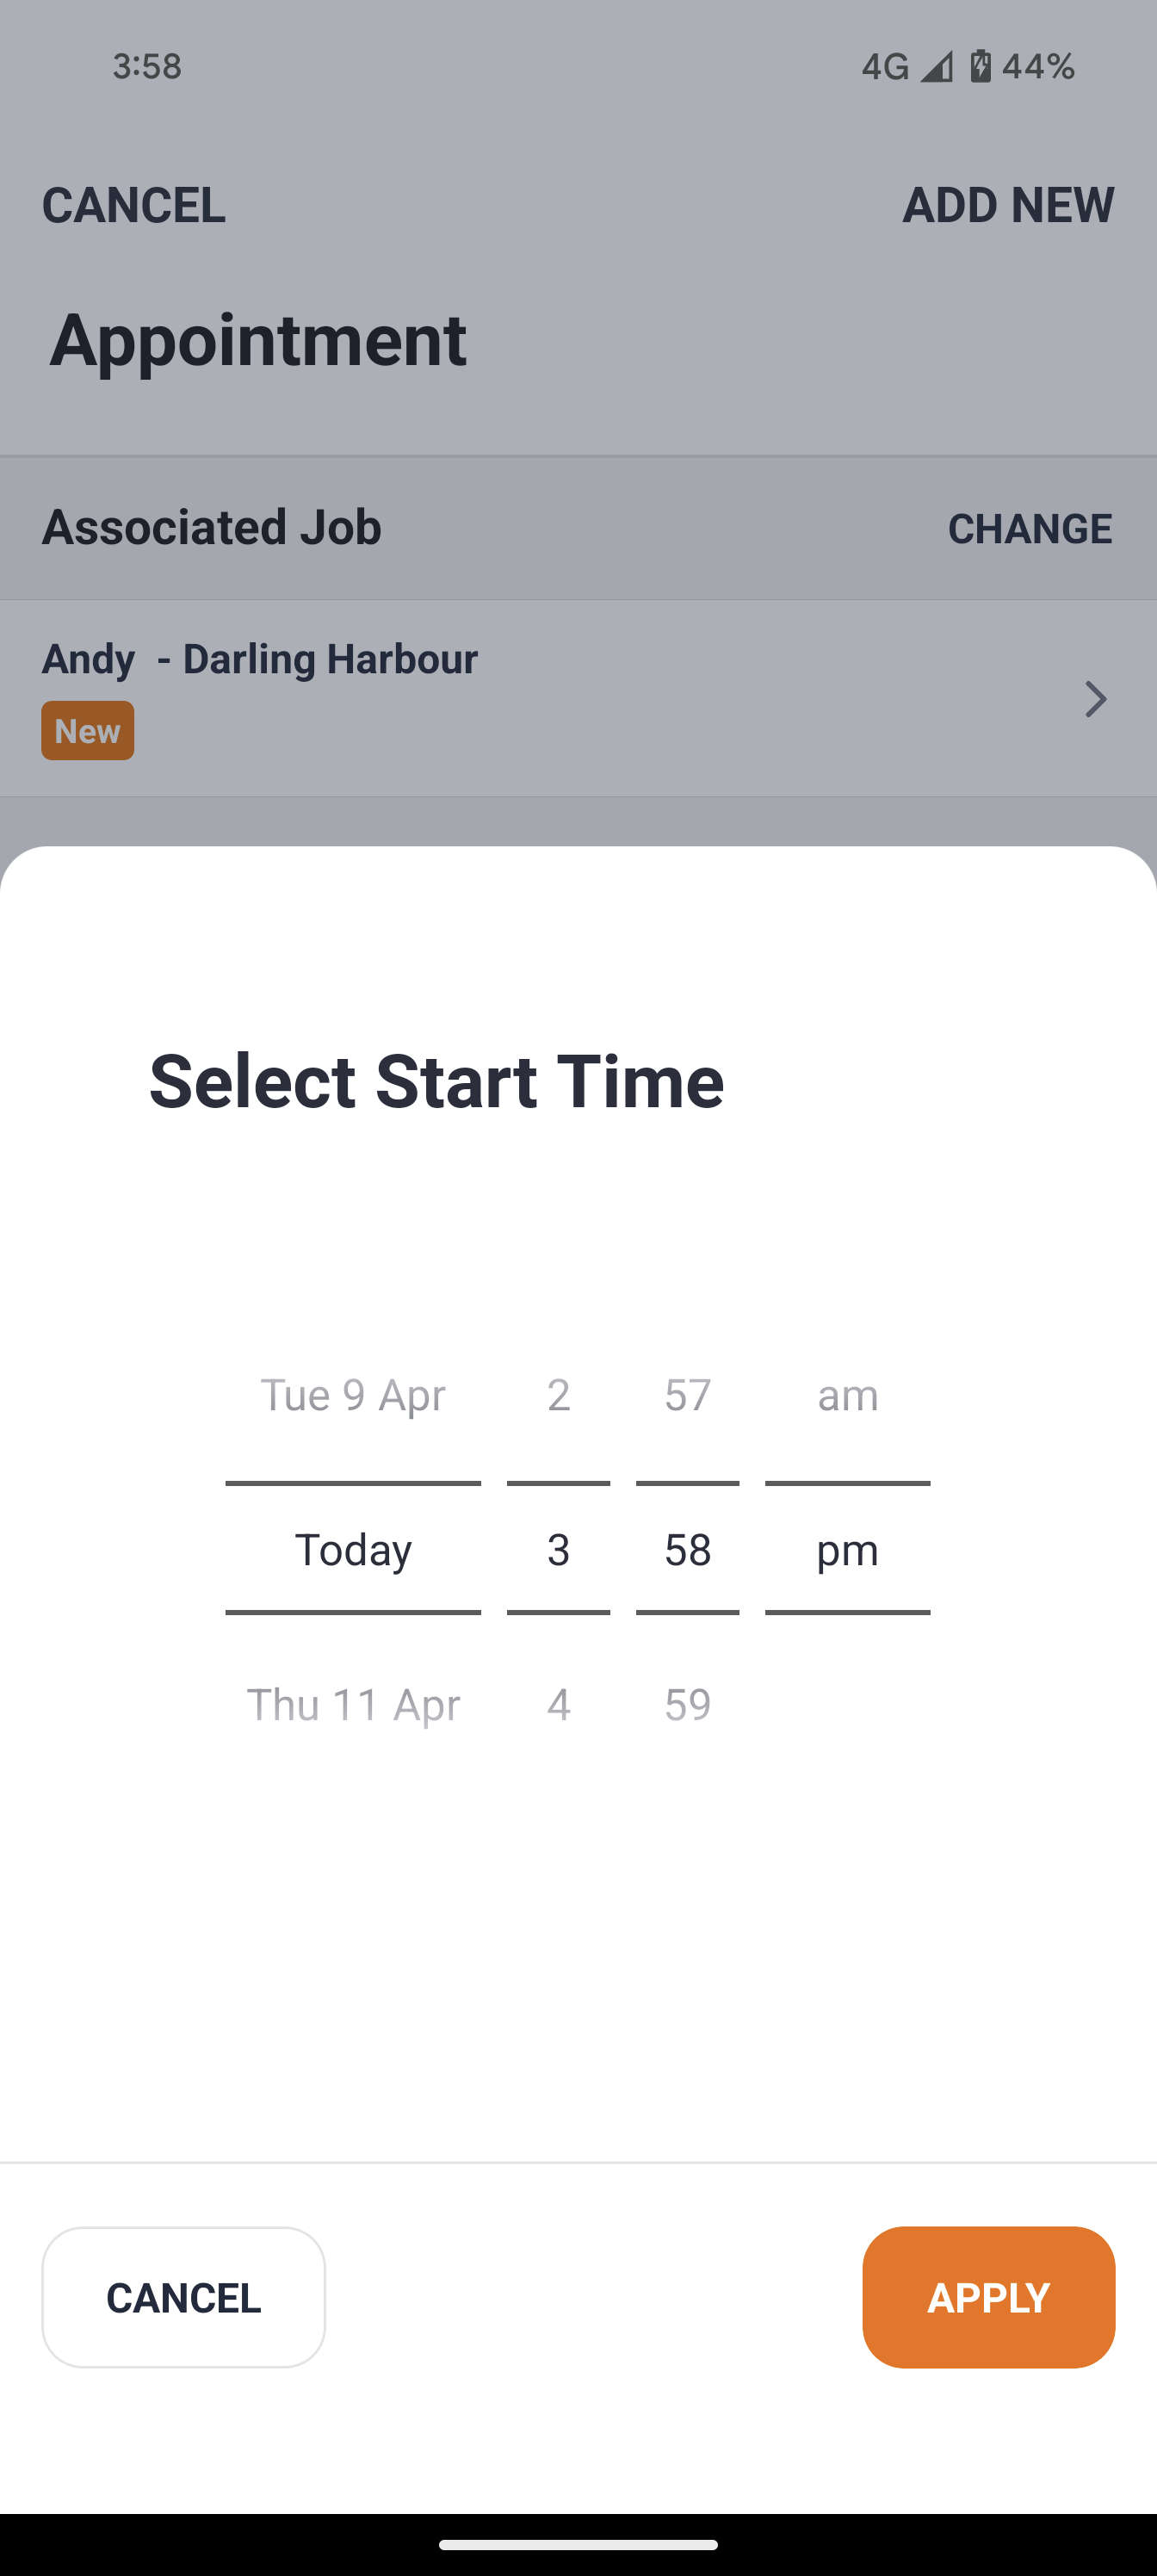 3:58 4G 44%
CANCEL ADD NEW
Appointment
Associated Job CHANGE
Andy - Darling Harbour
New
Select Start Time
Tue 9 Apr 2 57 am
Today 3 58 pm
Thu 11 Apr 4 59
CANCEL APPLY